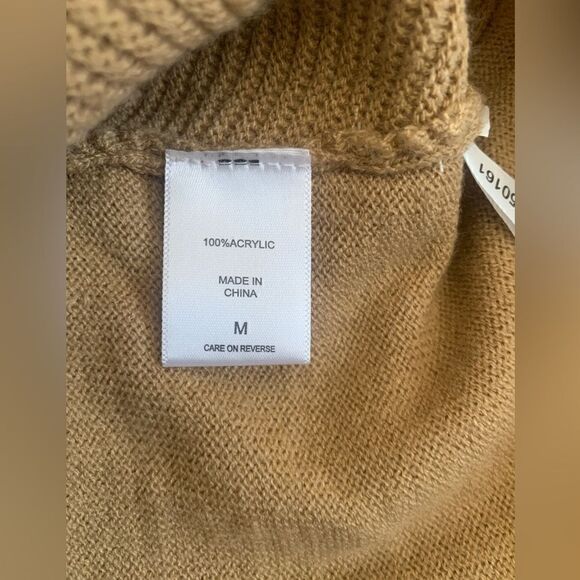 100%ACRYLIC
MADE IN
CHINA
M
CARE ON REVERSE